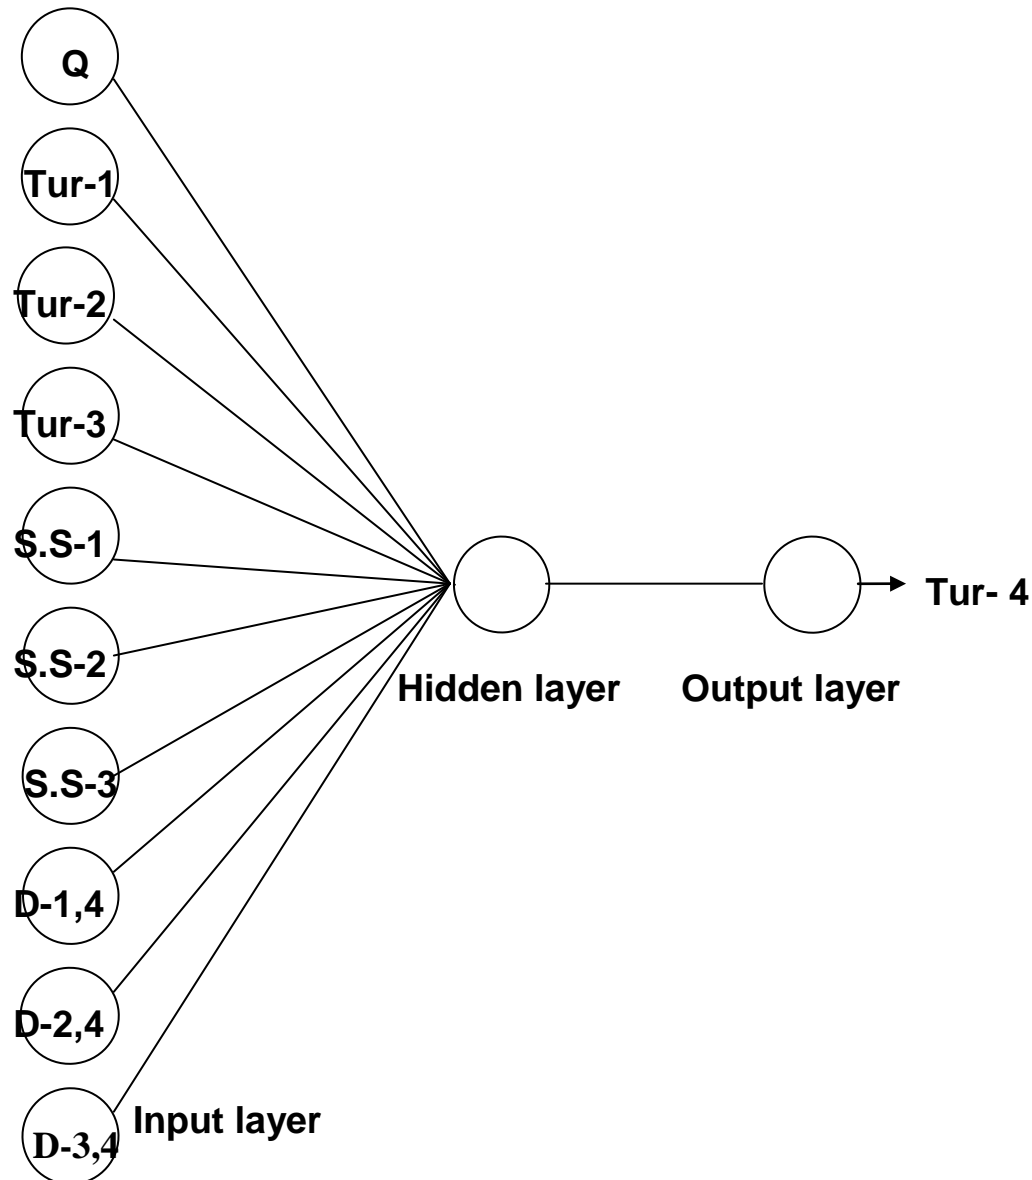 Q
Tur-1
Tur-2
Tur-3
S.S-1
S.S-2
S.S-3
D-1,4
D-2,4
D-3,4
Input layer
Hidden layer
Output layer
Tur- 4